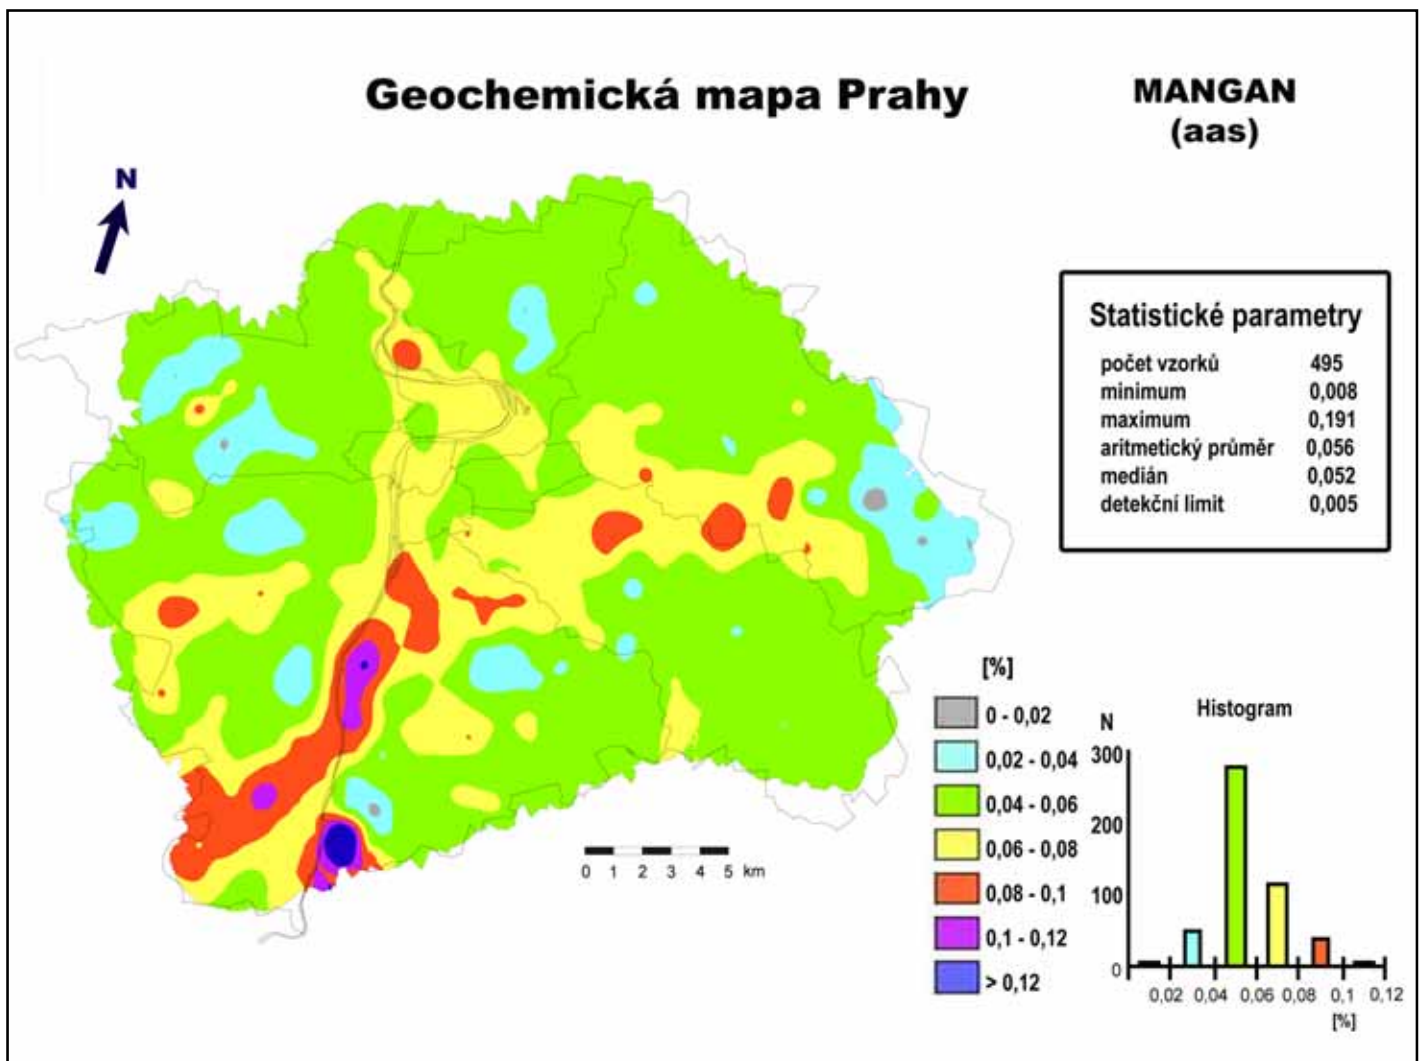 Geochemická mapa Prahy
MANGAN
(aas)
N
Statistické parametry
počet vzorků 495
minimum 0,008
maximum 0,191
aritmetický průměr 0,056
medián 0,052
detekční limit 0,005
[%]
0 - 0,02
0,02 - 0,04
0,04 - 0,06
0,06 - 0,08
0,08 - 0,1
0,1 - 0,12
> 0,12
0 1 2 3 4 5 km
Histogram
N
300
200
100
0
0,02 0,04 0,06 0,08 0,1 0,12
[%]